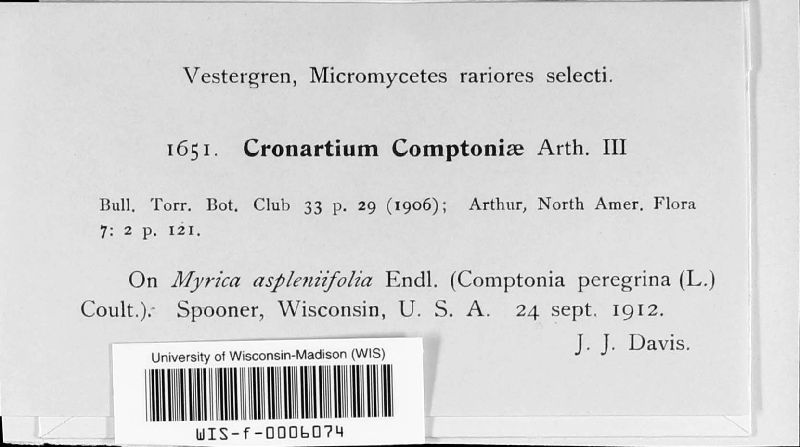 Vestergren, Micromycetes rariores selecti.
1651. Cronartium Comptoniæ Arth. III
Bull. Torr. Bot. Club 33 p. 29 (1906); Arthur, North Amer. Flora
7: 2 p. 121.
On Myrica aspleniifolia Endl. (Comptonia peregrina (L.)
Coult.). Spooner, Wisconsin, U. S. A. 24 sept. 1912.
J. J. Davis.
University of Wisconsin-Madison (WIS)
WIS-f-0006074